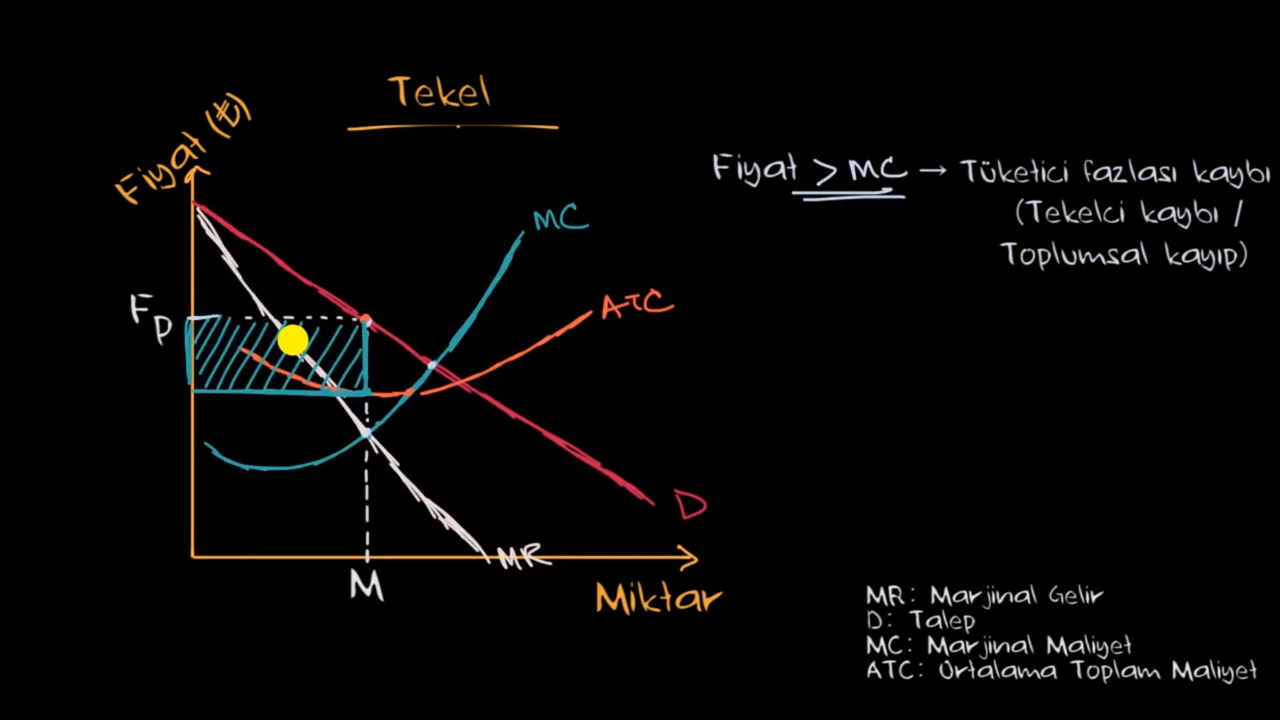 Tekel
Fiyat (₺)
Fiyat > MC → Tüketici fazlası kaybı
(Tekelci kaybı /
Toplumsal kayıp)
MC
ATC
Fp
D
MR
M
Miktar
MR: Marjinal Gelir
D: Talep
MC: Marjinal Maliyet
ATC: Ortalama Toplam Maliyet